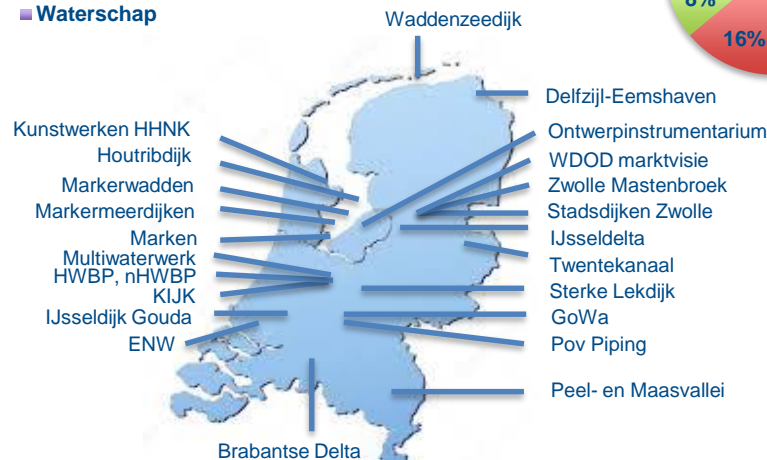 Waterschap
8%
16%
Waddenzeedijk
Kunstwerken HHNK
Houtribdijk
Markerwadden
Markermeerdijken
Marken
Multiwaterwerk
HWBP, nHWBP
KIJK
IJsseldijk Gouda
ENW
Delfzijl-Eemshaven
Ontwerpinstrumentarium
WDOD marktvisie
Zwolle Mastenbroek
Stadsdijken Zwolle
IJsseldelta
Twentekanaal
Sterke Lekdijk
GoWa
Pov Piping
Peel- en Maasvallei
Brabantse Delta